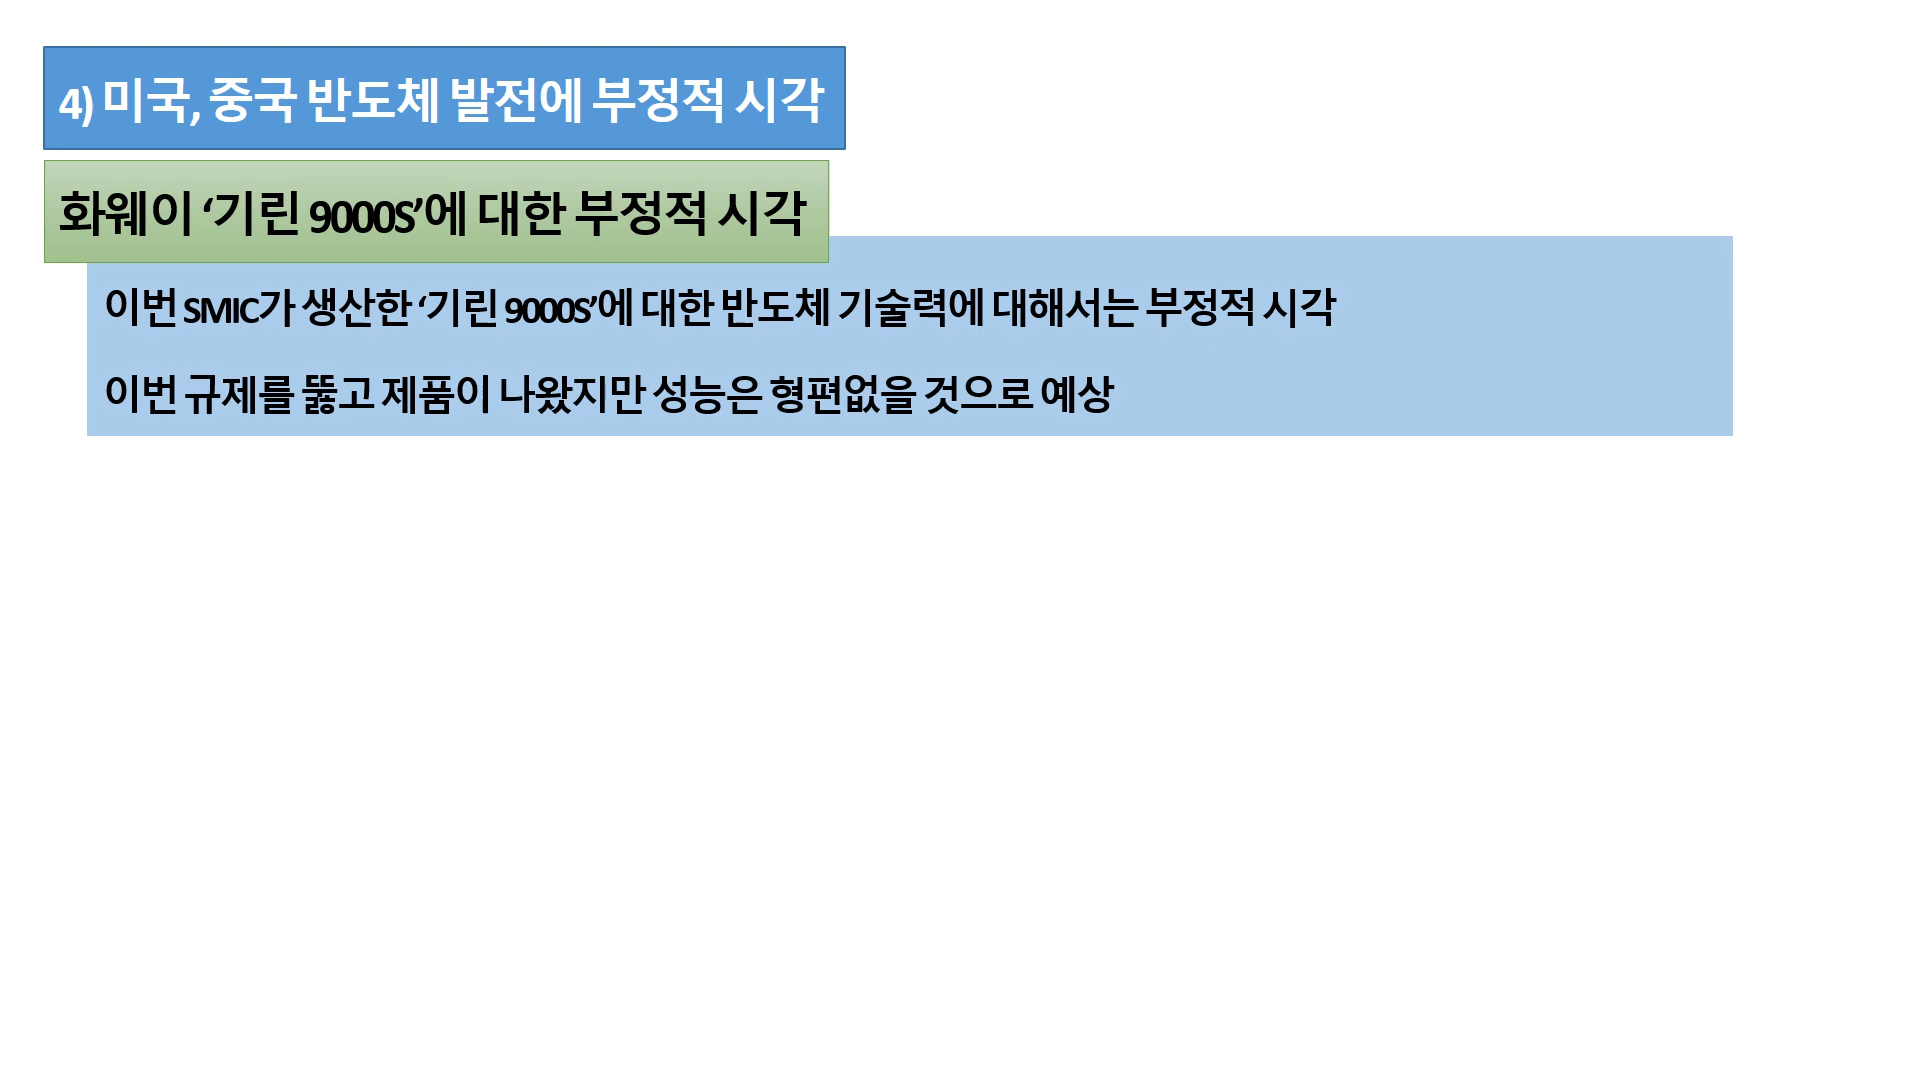 4) 미국, 중국 반도체 발전에 부정적 시각
화웨이 ‘기린 9000S’에 대한 부정적 시각
이번 SMIC가 생산한 ‘기린 9000S’에 대한 반도체 기술력에 대해서는 부정적 시각
이번 규제를 뚫고 제품이 나왔지만 성능은 형편없을 것으로 예상